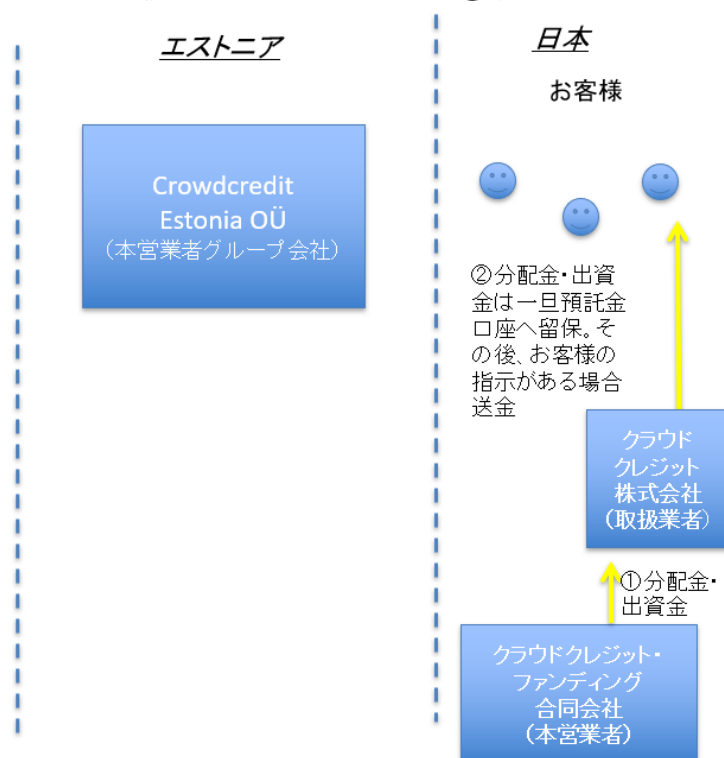 エストニア
日本
お客様
Crowdcredit
Estonia OÜ
（本営業者グループ会社）
②分配金・出資
金は一旦預託金
口座へ留保。そ
の後、お客様の
指示がある場合
送金
クラウド
クレジット
株式会社
（取扱業者）
①分配金・
出資金
クラウドクレジット・
ファンディング
合同会社
（本営業者）